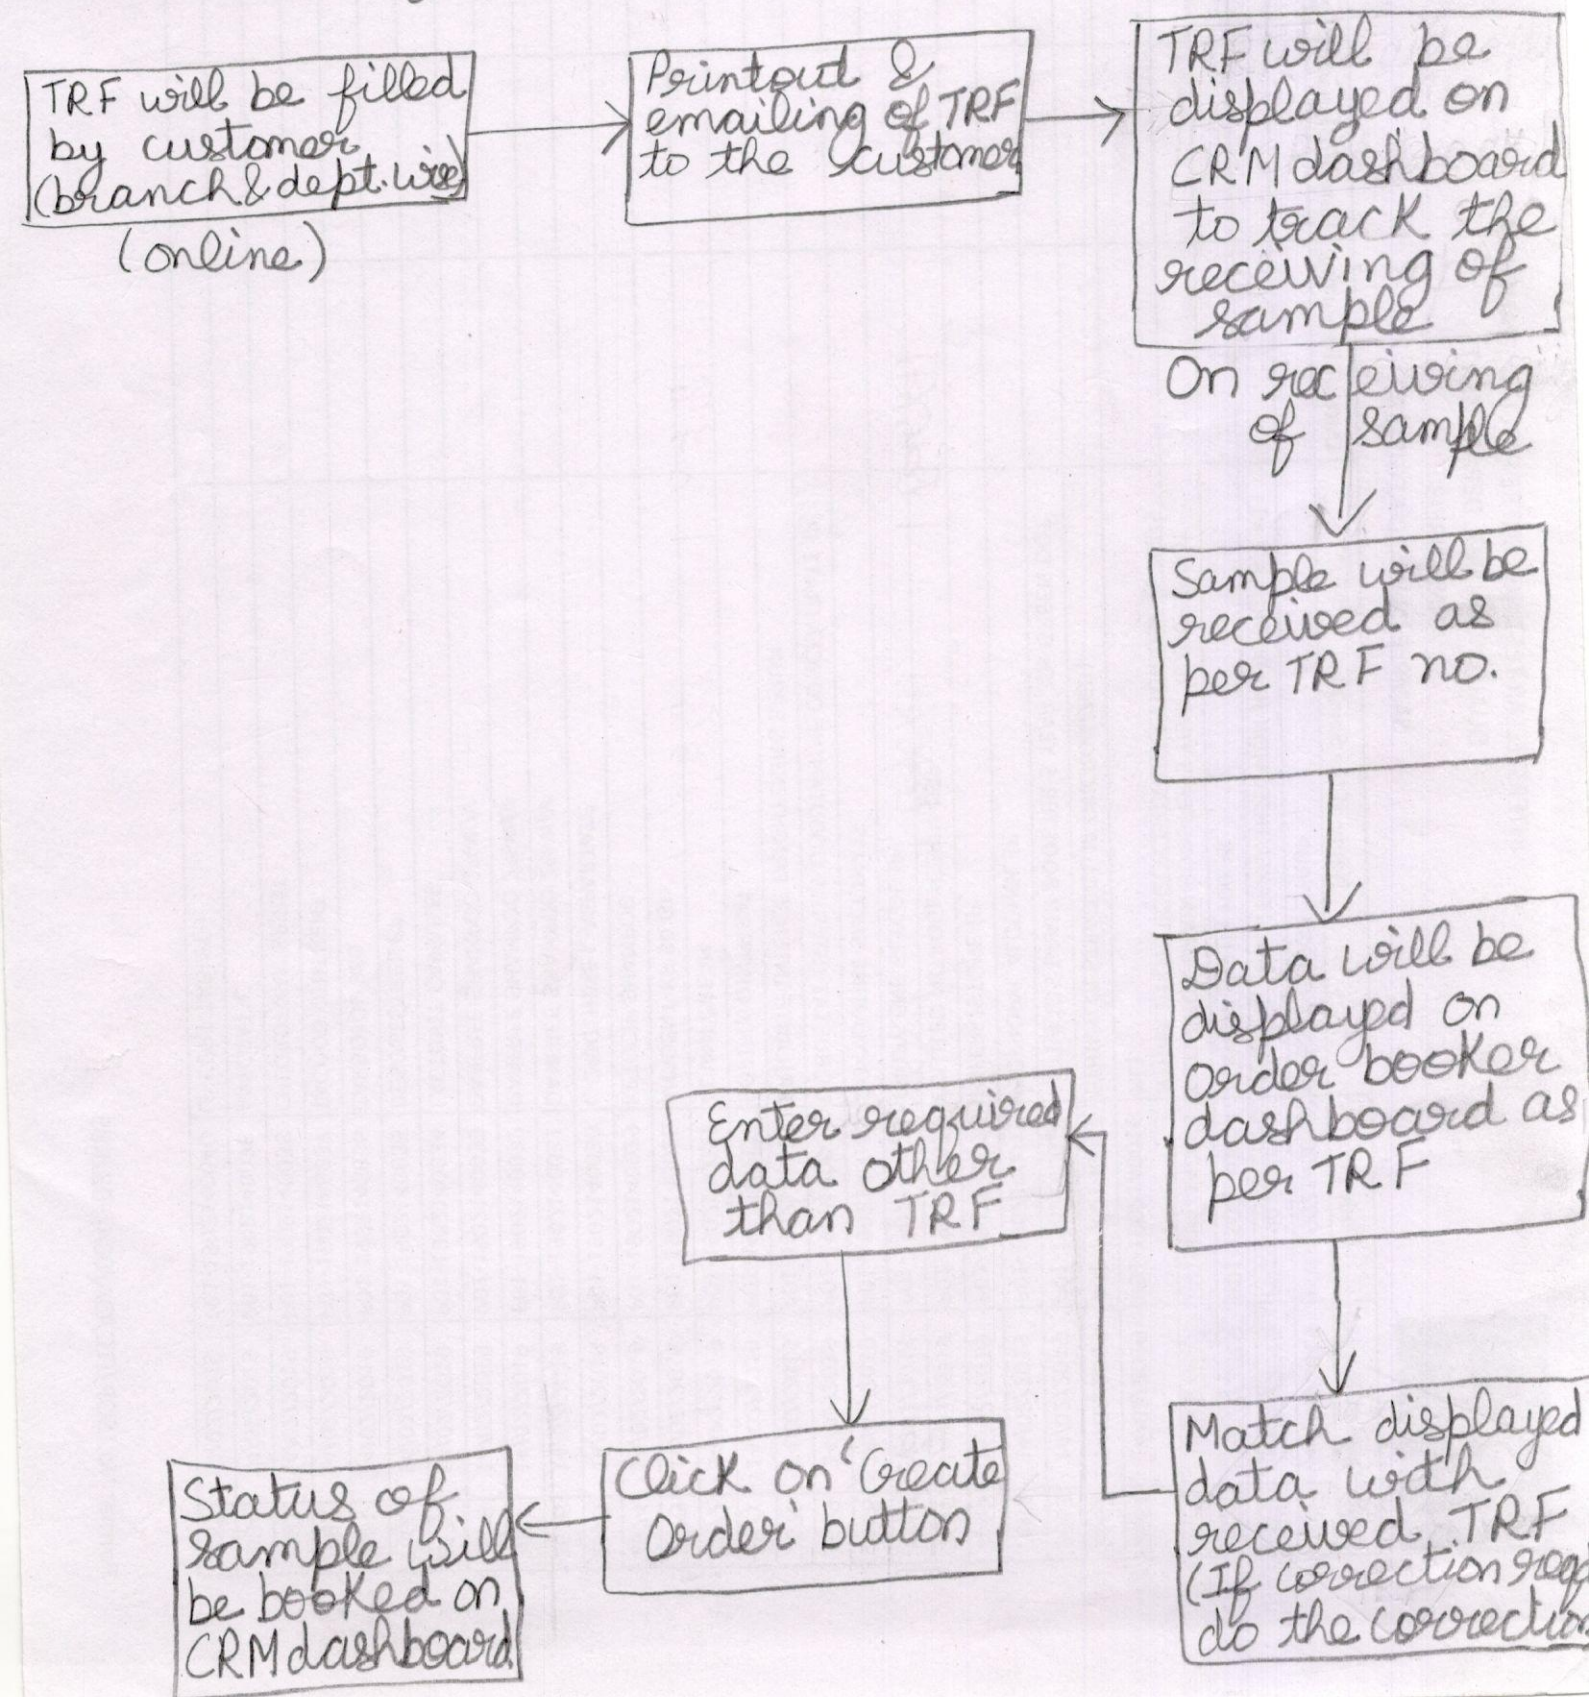 TRF will be filled
by customer
(branch & dept. wise)
(online)
Printout &
emailing of TRF
to the customer
TRF will be
displayed on
CRM dashboard
to track the
receiving of
sample
On receiving
of sample
Sample will be
received as
per TRF no.
Data will be
displayed on
Order booker
dashboard as
per TRF
Match displayed
data with
received TRF
(If correction reqd
do the correction
Enter required
data other
than TRF
Click on 'Create
Order' button
Status of
sample will
be booked on
CRM dashboard